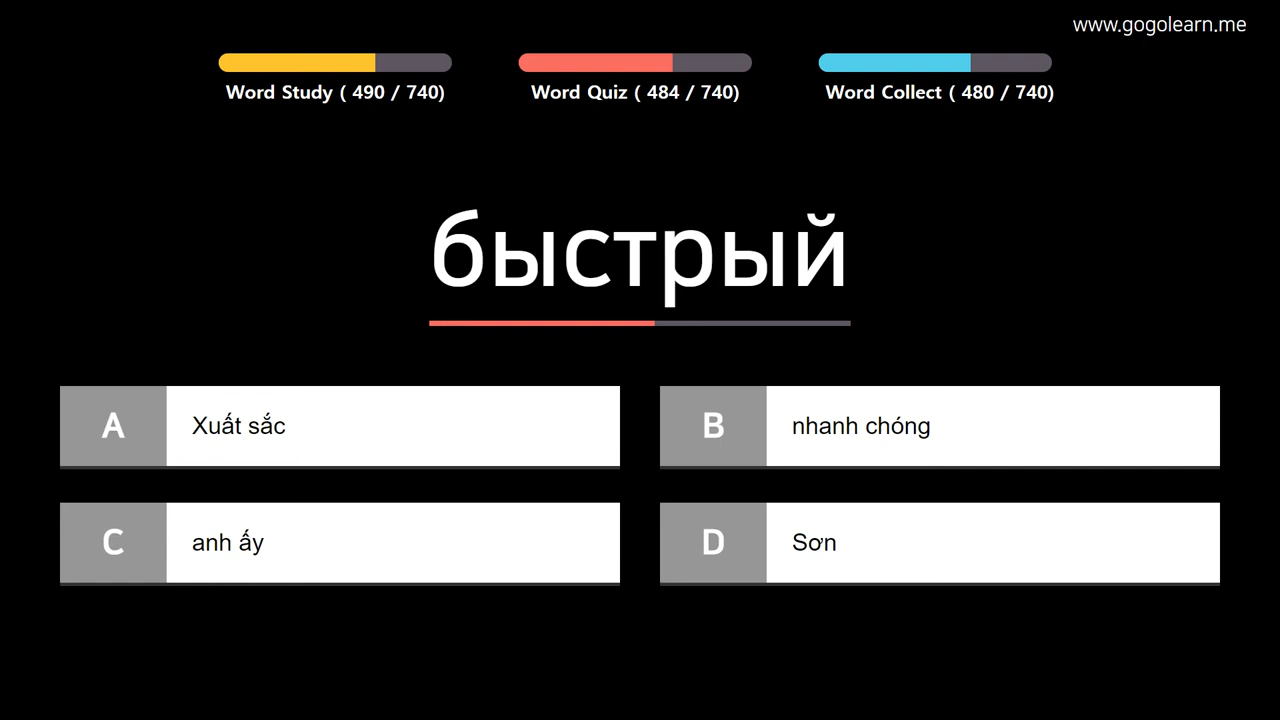 www.gogolearn.me
Word Study ( 490 / 740)
Word Quiz ( 484 / 740)
Word Collect ( 480 / 740)
быстрый
A Xuất sắc
B nhanh chóng
C anh ấy
D Sơn